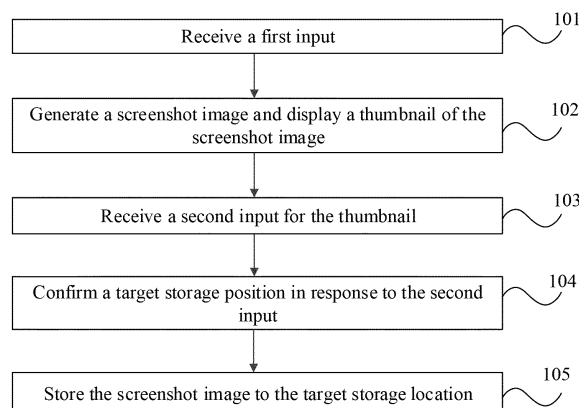 Receive a first input
101
Generate a screenshot image and display a thumbnail of the
screenshot image
102
Receive a second input for the thumbnail
103
Confirm a target storage position in response to the second
input
104
Store the screenshot image to the target storage location
105